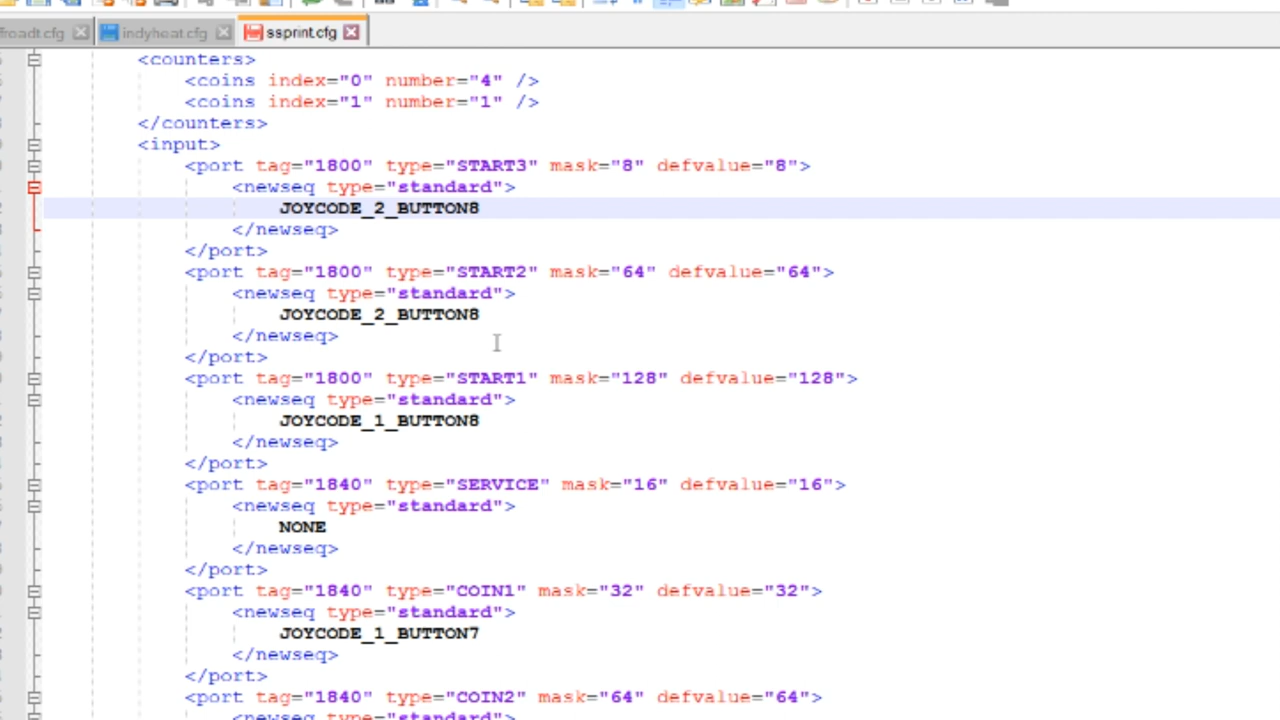 froadt.cfg indyheat.cfg ssprint.cfg
<counters>
<coins index="0" number="4" />
<coins index="1" number="1" />
</counters>
<input>
<port tag="1800" type="START3" mask="8" defvalue="8">
<newseq type="standard">
JOYCODE_2_BUTTON8
</newseq>
</port>
<port tag="1800" type="START2" mask="64" defvalue="64">
<newseq type="standard">
JOYCODE_2_BUTTON8
</newseq>
</port>
<port tag="1800" type="START1" mask="128" defvalue="128">
<newseq type="standard">
JOYCODE_1_BUTTON8
</newseq>
</port>
<port tag="1840" type="SERVICE" mask="16" defvalue="16">
<newseq type="standard">
NONE
</newseq>
</port>
<port tag="1840" type="COIN1" mask="32" defvalue="32">
<newseq type="standard">
JOYCODE_1_BUTTON7
</newseq>
</port>
<port tag="1840" type="COIN2" mask="64" defvalue="64">
<newseq type="standard">